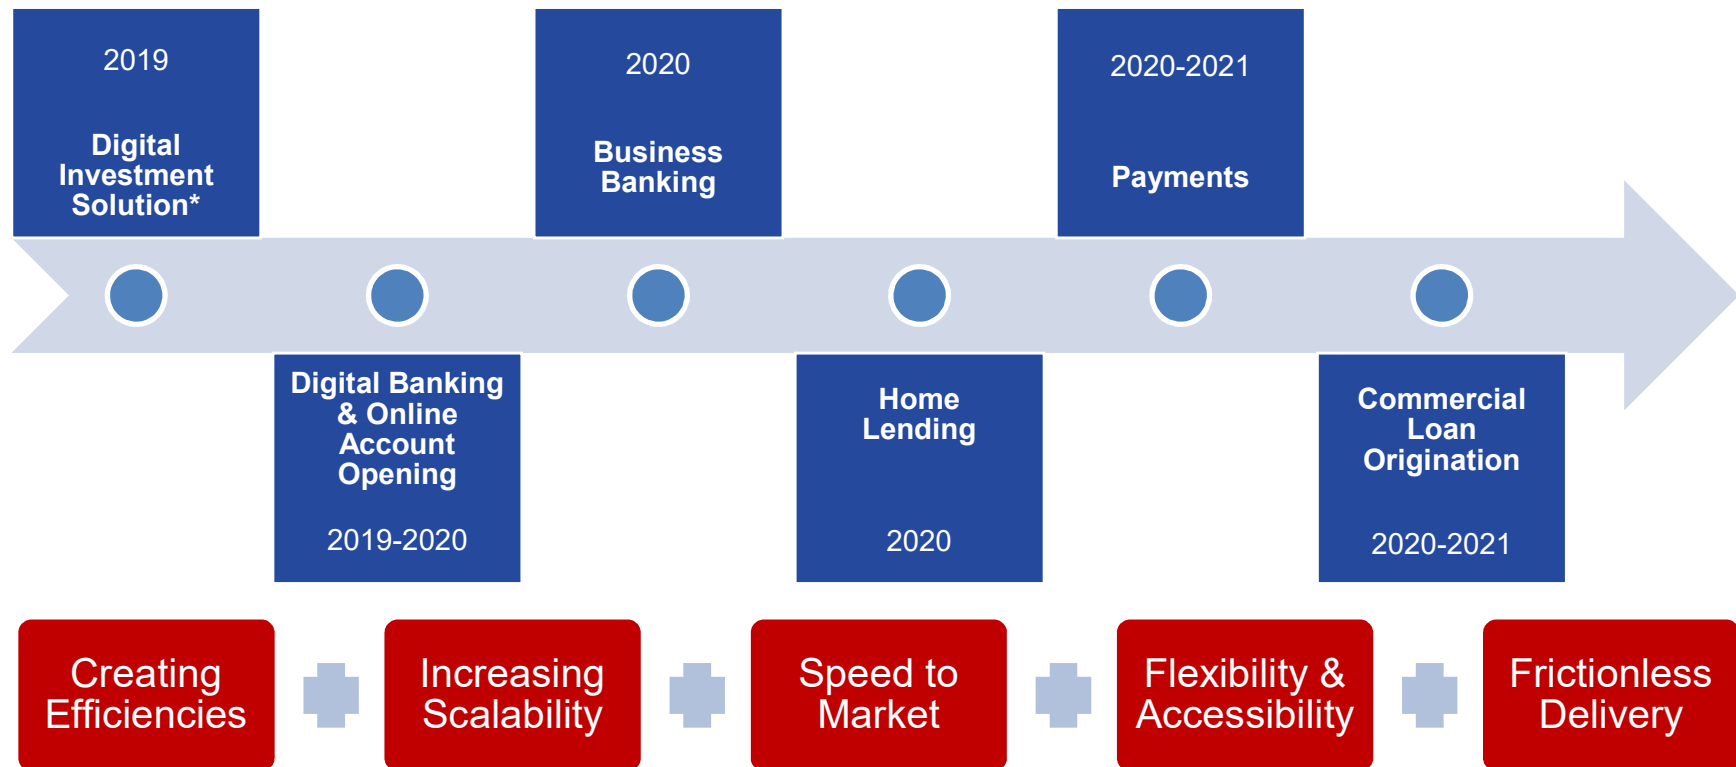 2019
Digital
Investment
Solution*
Digital Banking
& Online
Account
Opening
2019-2020
2020
Business
Banking
Home
Lending
2020
2020-2021
Payments
Commercial
Loan
Origination
2020-2021
Creating
Efficiencies
Increasing
Scalability
Speed to
Market
Flexibility &
Accessibility
Frictionless
Delivery